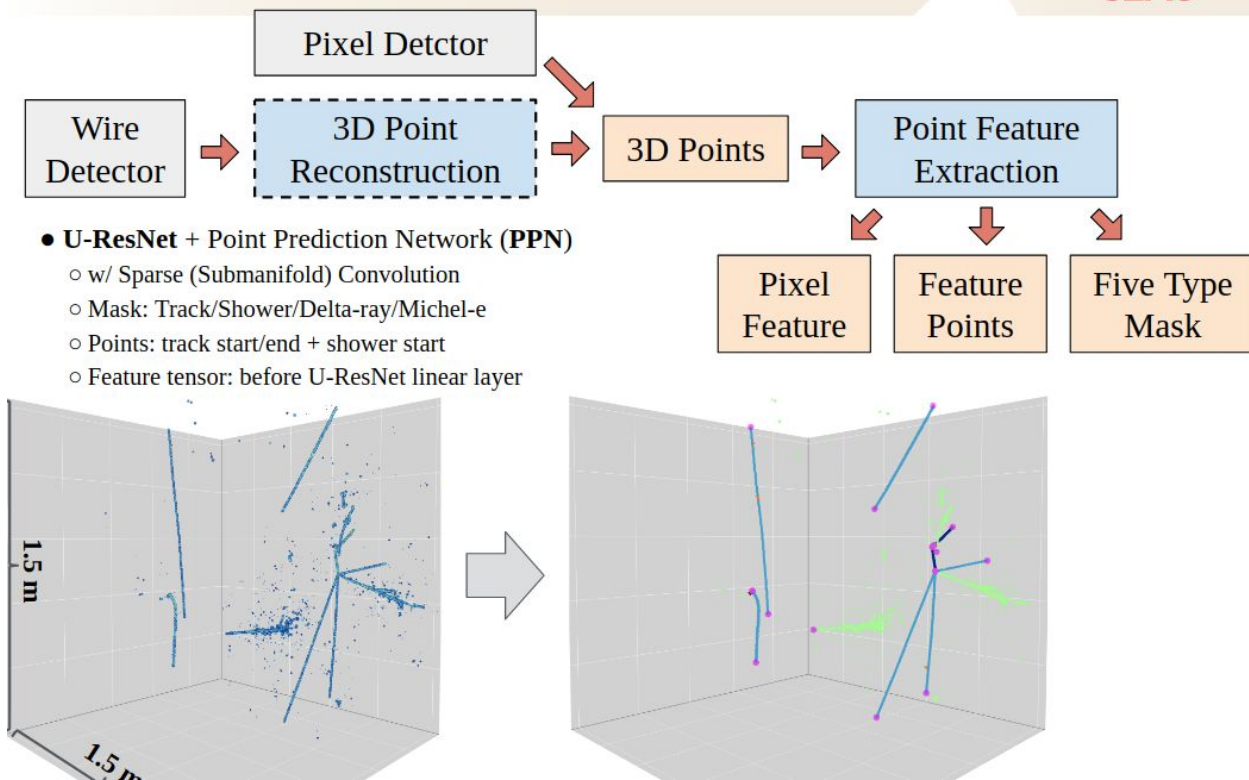 Pixel Detctor
Wire
Detector
3D Point
Reconstruction
3D Points
Point Feature
Extraction
● U-ResNet + Point Prediction Network (PPN)
○ w/ Sparse (Submanifold) Convolution
○ Mask: Track/Shower/Delta-ray/Michel-e
○ Points: track start/end + shower start
○ Feature tensor: before U-ResNet linear layer
Pixel
Feature
Feature
Points
Five Type
Mask
1.5 m
1.5 m